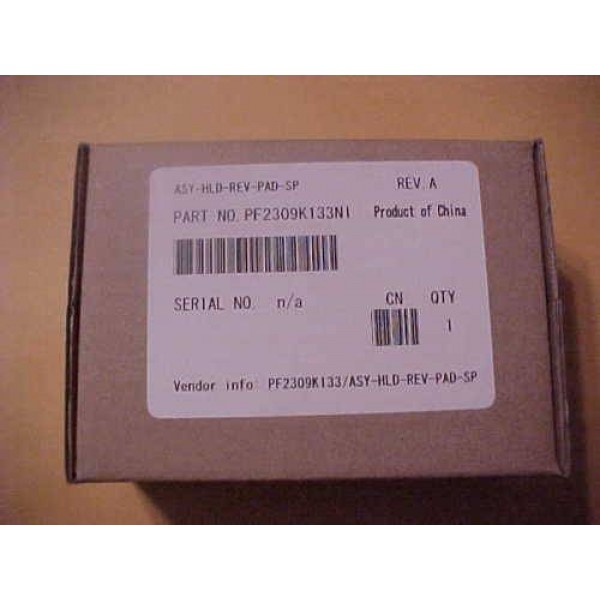 ASY-HLD-REV-PAD-SP REV. A
PART NO. PF2309K133NI Product of China
SERIAL NO. n/a CN QTY
1
Vendor info: PF2309K133/ASY-HLD-REV-PAD-SP